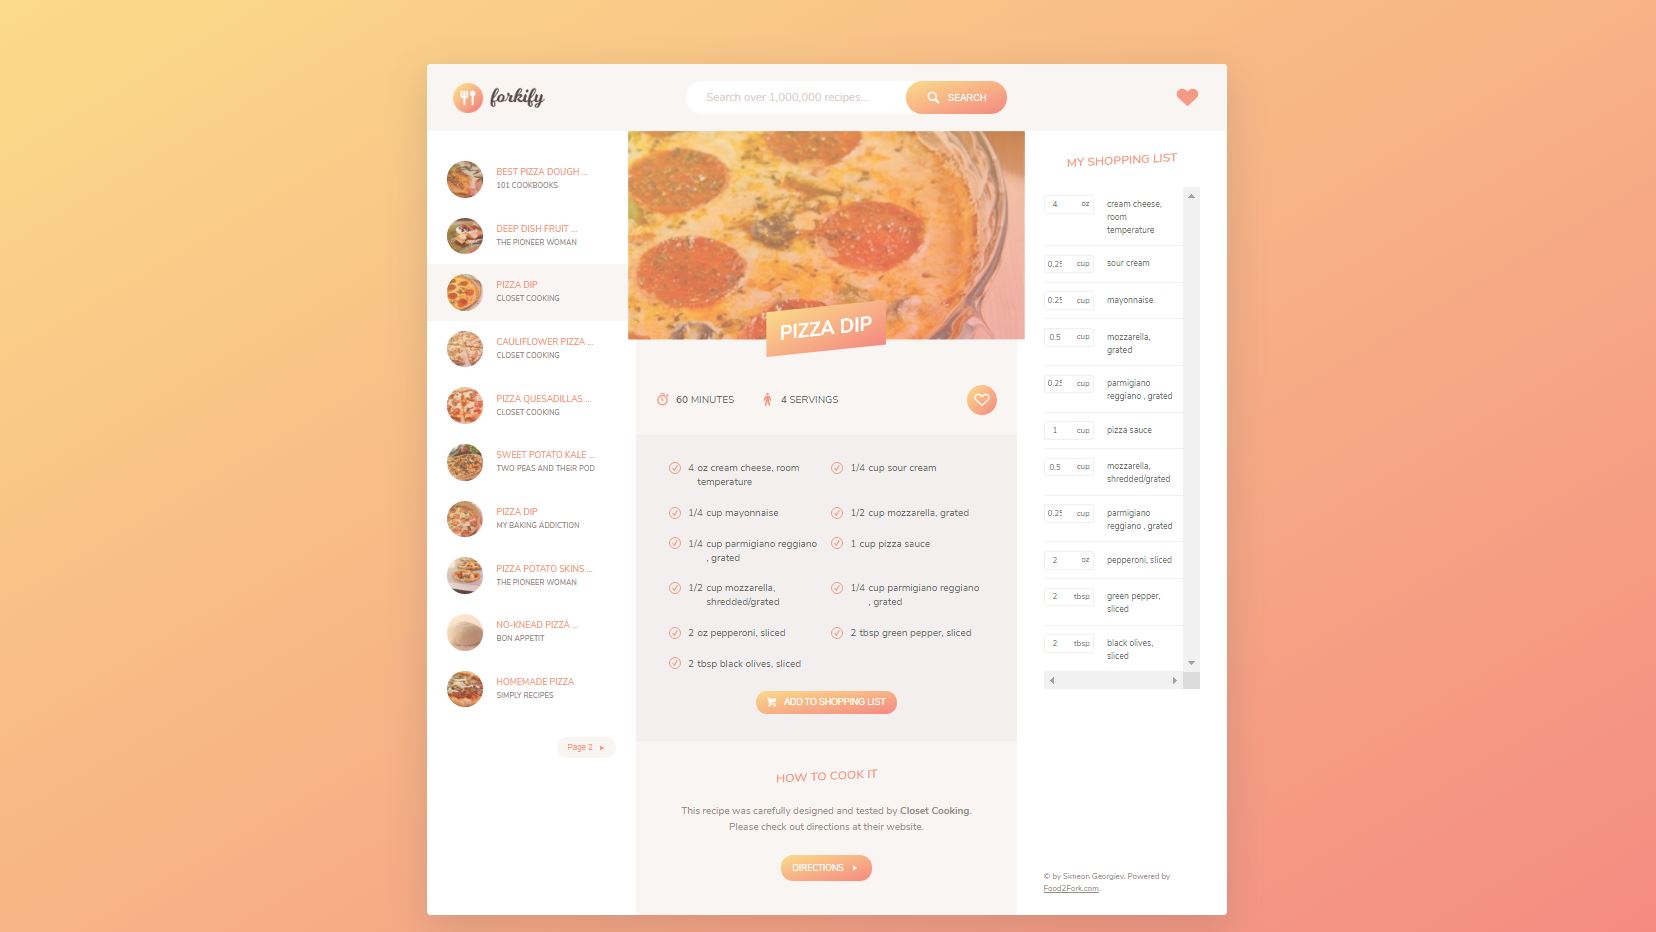 forkify
Search over 1,000,000 recipes...
SEARCH
BEST PIZZA DOUGH ...
101 COOKBOOKS
DEEP DISH FRUIT ...
THE PIONEER WOMAN
PIZZA DIP
CLOSET COOKING
CAULIFLOWER PIZZA ...
CLOSET COOKING
PIZZA QUESADILLAS ...
CLOSET COOKING
SWEET POTATO KALE ...
TWO PEAS AND THEIR POD
PIZZA DIP
MY BAKING ADDICTION
PIZZA POTATO SKINS ...
THE PIONEER WOMAN
NO-KNEAD PIZZA ...
BON APPETIT
HOMEMADE PIZZA
SIMPLY RECIPES
Page 2
PIZZA DIP
60 MINUTES
4 SERVINGS
4 oz cream cheese, room
temperature
1/4 cup sour cream
1/4 cup mayonnaise
1/2 cup mozzarella, grated
1/4 cup parmigiano reggiano
, grated
1 cup pizza sauce
1/2 cup mozzarella,
shredded/grated
1/4 cup parmigiano reggiano
, grated
2 oz pepperoni, sliced
2 tbsp green pepper, sliced
2 tbsp black olives, sliced
ADD TO SHOPPING LIST
HOW TO COOK IT
This recipe was carefully designed and tested by Closet Cooking.
Please check out directions at their website.
DIRECTIONS
MY SHOPPING LIST
4 oz cream cheese,
room
temperature
0.25 cup sour cream
0.25 cup mayonnaise
0.5 cup mozzarella,
grated
0.25 cup parmigiano
reggiano , grated
1 cup pizza sauce
0.5 cup mozzarella,
shredded/grated
0.25 cup parmigiano
reggiano , grated
2 oz pepperoni, sliced
2 tbsp green pepper,
sliced
2 tbsp black olives,
sliced
© by Simeon Georgiev. Powered by
Food2Fork.com.